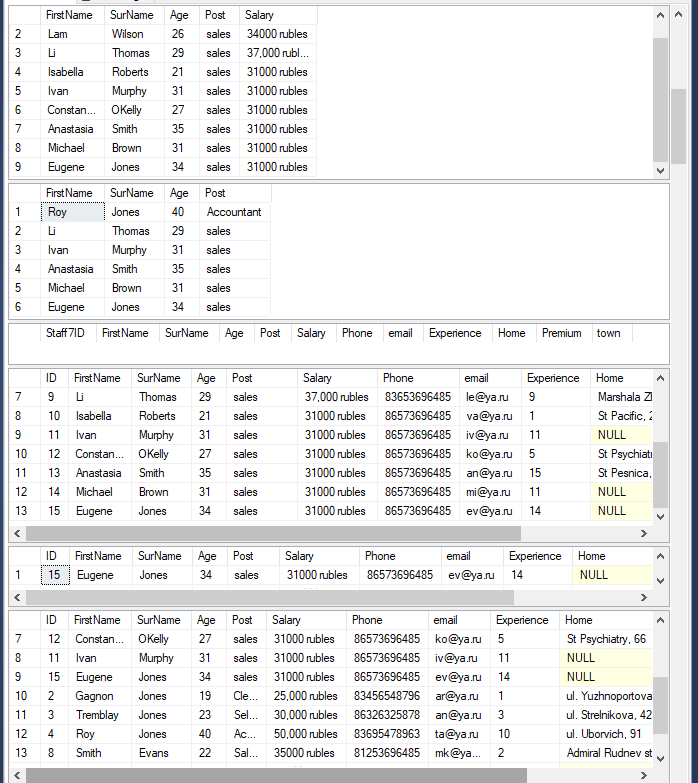 FirstName SurName Age Post Salary
2 Lam Wilson 26 sales 34000 rubles
3 Li Thomas 29 sales 37,000 rubl...
4 Isabella Roberts 21 sales 31000 rubles
5 Ivan Murphy 31 sales 31000 rubles
6 Constan... OKelly 27 sales 31000 rubles
7 Anastasia Smith 35 sales 31000 rubles
8 Michael Brown 31 sales 31000 rubles
9 Eugene Jones 34 sales 31000 rubles
FirstName SurName Age Post
1 Roy Jones 40 Accountant
2 Li Thomas 29 sales
3 Ivan Murphy 31 sales
4 Anastasia Smith 35 sales
5 Michael Brown 31 sales
6 Eugene Jones 34 sales
Staff7ID FirstName SurName Age Post Salary Phone email Experience Home Premium town
ID FirstName SurName Age Post Salary Phone email Experience Home
7 9 Li Thomas 29 sales 37,000 rubles 83653696485 le@ya.ru 9 Marshala
8 10 Isabella Roberts 21 sales 31000 rubles 86573696485 va@ya.ru 1 St Pacific, 2
9 11 Ivan Murphy 31 sales 31000 rubles 86573696485 iv@ya.ru 11 NULL
10 12 Constan... OKelly 27 sales 31000 rubles 86573696485 ko@ya.ru 5 St Psychiat
11 13 Anastasia Smith 35 sales 31000 rubles 86573696485 an@ya.ru 15 St Pesnica,
12 14 Michael Brown 31 sales 31000 rubles 86573696485 mi@ya.ru 11 NULL
13 15 Eugene Jones 34 sales 31000 rubles 86573696485 ev@ya.ru 14 NULL
ID FirstName SurName Age Post Salary Phone email Experience Home
1 15 Eugene Jones 34 sales 31000 rubles 86573696485 ev@ya.ru 14 NULL
ID FirstName SurName Age Post Salary Phone email Experience Home
7 12 Constan... OKelly 27 sales 31000 rubles 86573696485 ko@ya.ru 5 St Psychiatry, 66
8 11 Ivan Murphy 31 sales 31000 rubles 86573696485 iv@ya.ru 11 NULL
9 15 Eugene Jones 34 sales 31000 rubles 86573696485 ev@ya.ru 14 NULL
10 2 Gagnon Jones 19 Cle... 25,000 rubles 83456548796 ar@ya.ru 1 ul. Yuzhnoportova
11 3 Tremblay Jones 23 Sel... 30,000 rubles 86326325878 an@ya.ru 3 ul. Strelnikova, 42
12 4 Roy Jones 40 Ac... 50,000 rubles 83695478963 ta@ya.ru 10 ul. Uborvich, 91
13 8 Smith Evans 22 Sal... 35000 rubles 81253696485 mk@ya... 2 Admiral Rudnev st